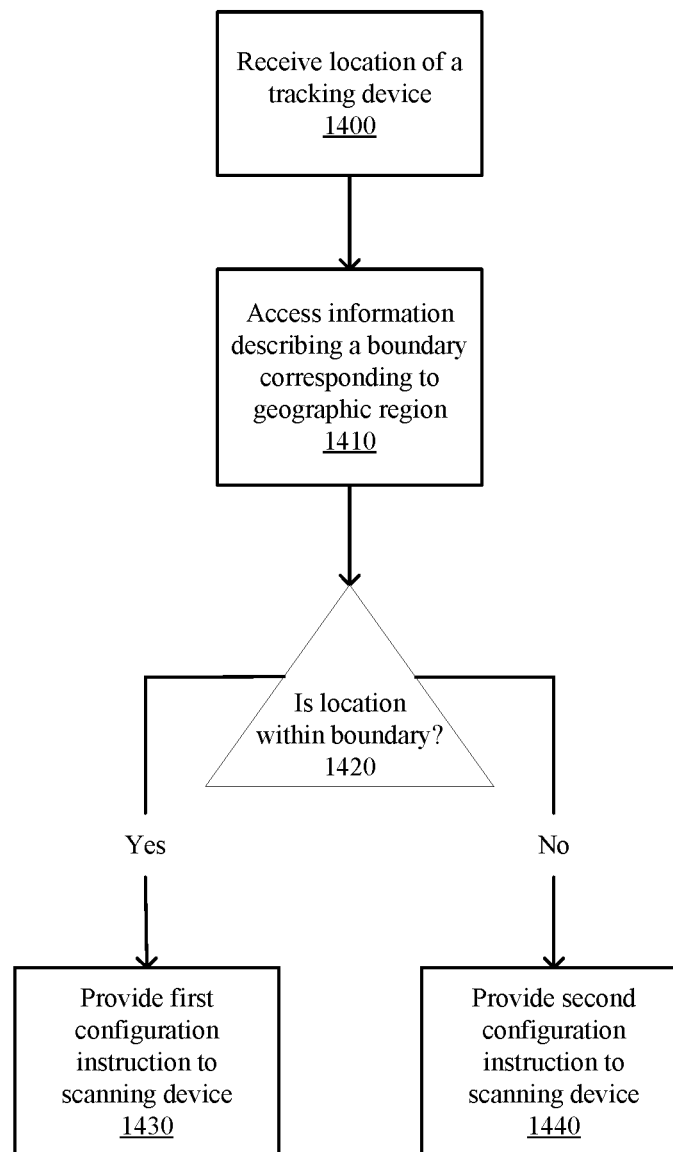 Receive location of a
tracking device
1400
Access information
describing a boundary
corresponding to
geographic region
1410
Is location
within boundary?
1420
Yes
No
Provide first
configuration
instruction to
scanning device
1430
Provide second
configuration
instruction to
scanning device
1440